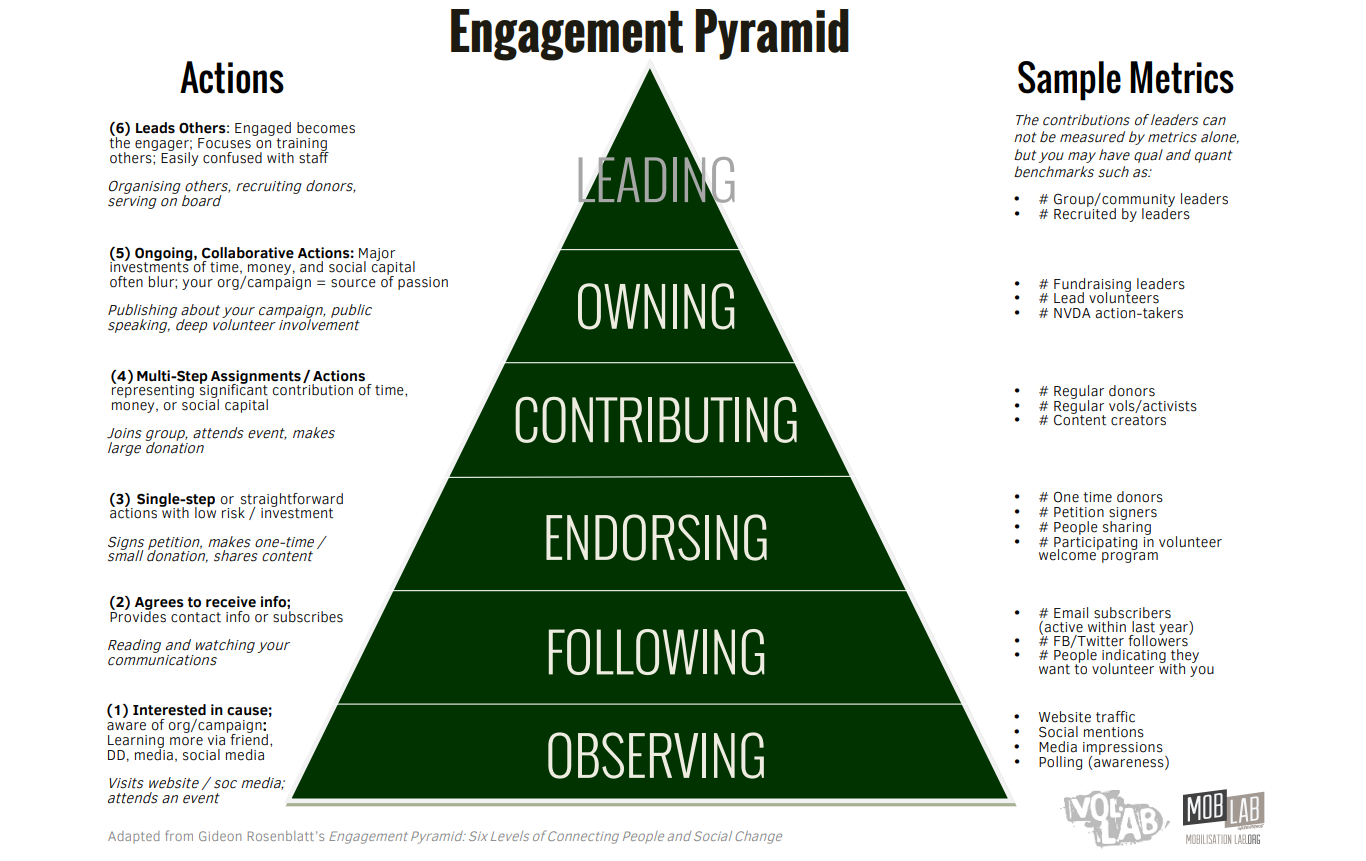 Engagement Pyramid
Actions
(6) Leads Others: Engaged becomes
the engager; Focuses on training
others; Easily confused with staff
Organising others, recruiting donors,
serving on board
(5) Ongoing, Collaborative Actions: Major
investments of time, money, and social capital
often blur; your org/campaign = source of passion
Publishing about your campaign, public
speaking, deep volunteer involvement
(4) Multi-Step Assignments / Actions
representing significant contribution of time,
money, or social capital
Joins group, attends event, makes
large donation
(3) Single-step or straightforward
actions with low risk / investment
Signs petition, makes one-time /
small donation, shares content
(2) Agrees to receive info;
Provides contact info or subscribes
Reading and watching your
communications
(1) Interested in cause;
aware of org/campaign:
Learning more via friend,
DD, media, social media
Visits website / soc media;
attends an event
LEADING
OWNING
CONTRIBUTING
ENDORSING
FOLLOWING
OBSERVING
Sample Metrics
The contributions of leaders can
not be measured by metrics alone,
but you may have qual and quant
benchmarks such as:
• # Group/community leaders
• # Recruited by leaders
• # Fundraising leaders
• # Lead volunteers
• # NVDA action-takers
• # Regular donors
• # Regular vols/activists
• # Content creators
• # One time donors
• # Petition signers
• # People sharing
• # Participating in volunteer
welcome program
• # Email subscribers
(active within last year)
• # FB/Twitter followers
• # People indicating they
want to volunteer with you
• Website traffic
• Social mentions
• Media impressions
• Polling (awareness)
Adapted from Gideon Rosenblatt's Engagement Pyramid: Six Levels of Connecting People and Social Change
VOL
LAB
MOB LAB
MOBILISATION LAB.ORG